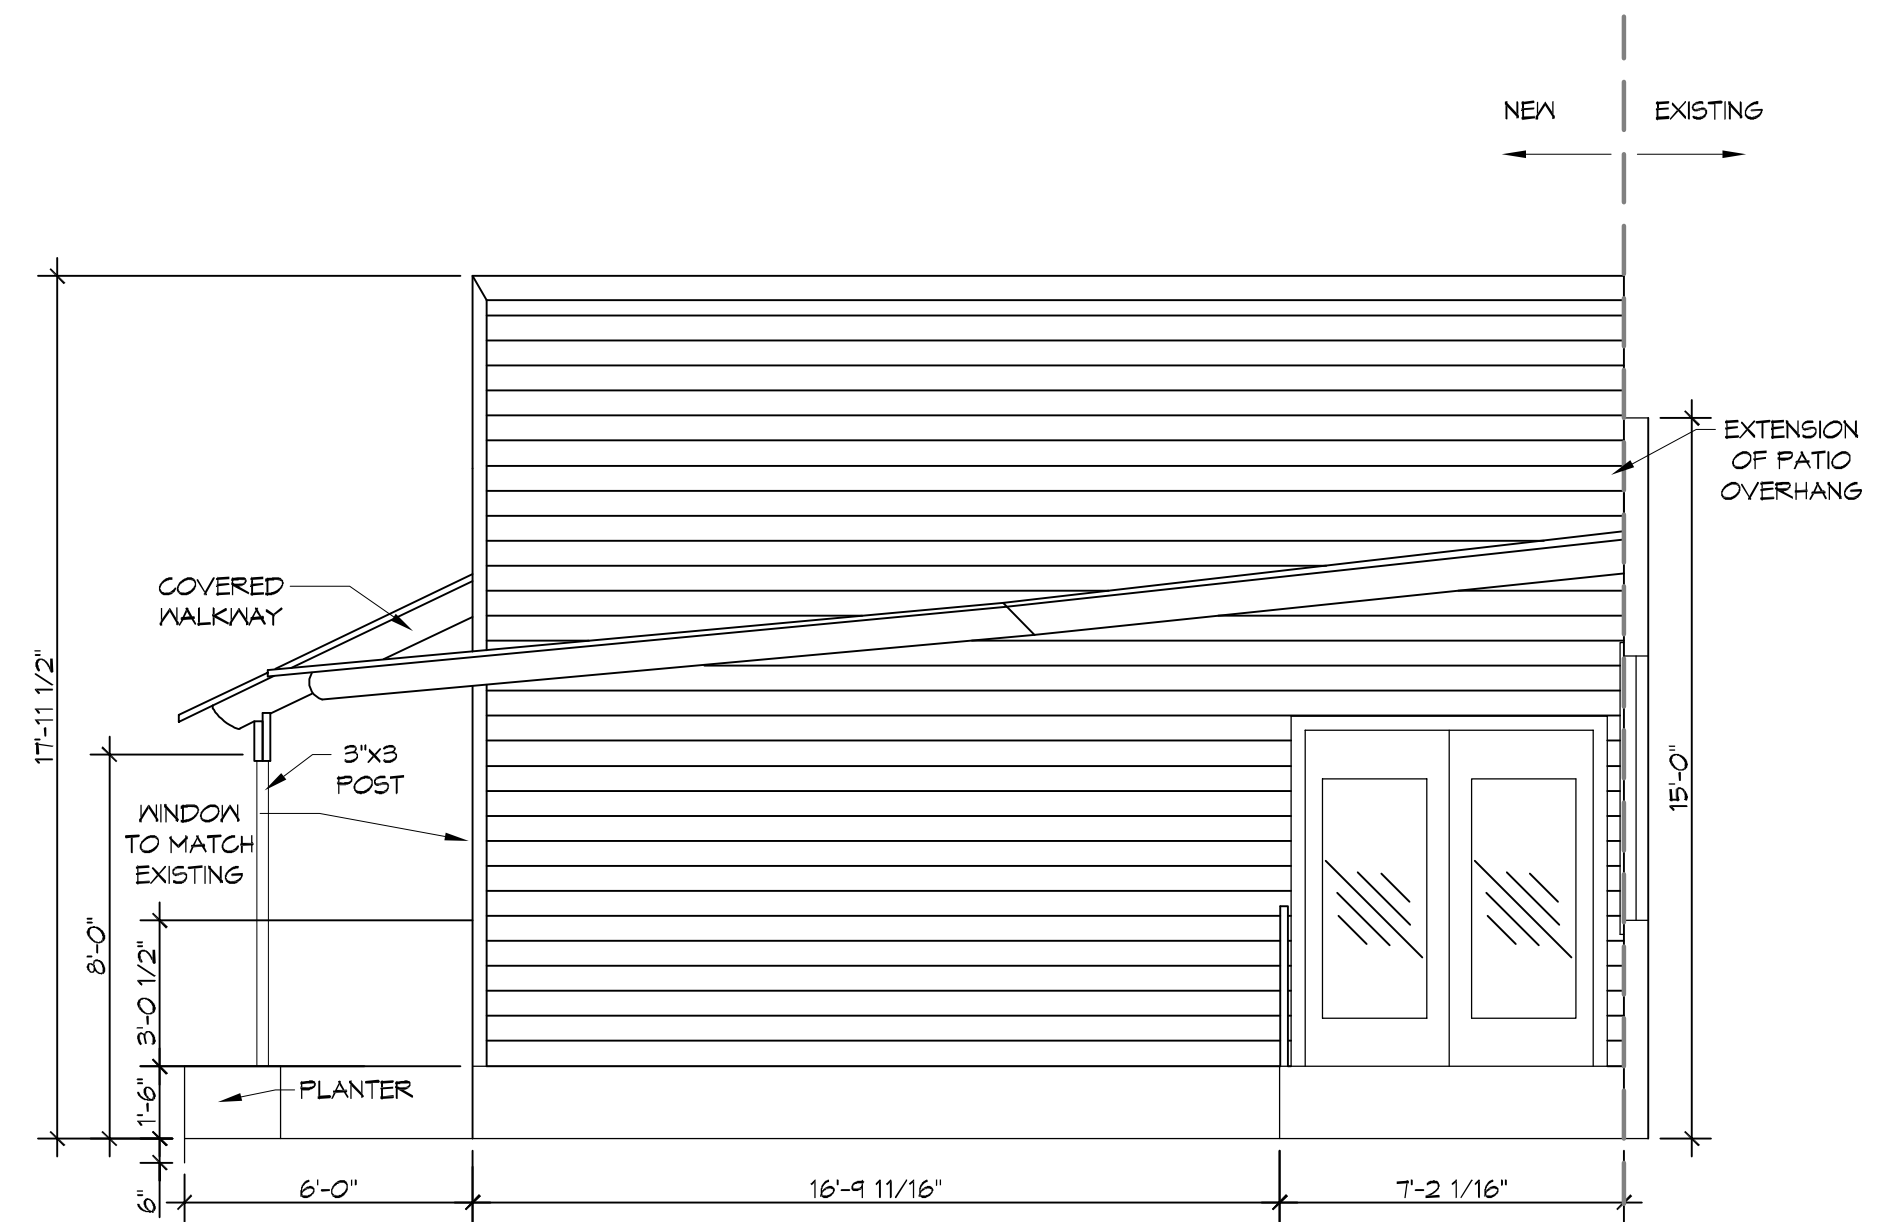 NEW
EXISTING
EXTENSION
OF PATIO
OVERHANG
COVERED
WALKWAY
17'-11 1/2"
3"x3
POST
15'-0"
WINDOW
TO MATCH
EXISTING
8'-0"
3'-0 1/2"
1'-6"
PLANTER
6"
6'-0"
16'-9 11/16"
7'-2 1/16"